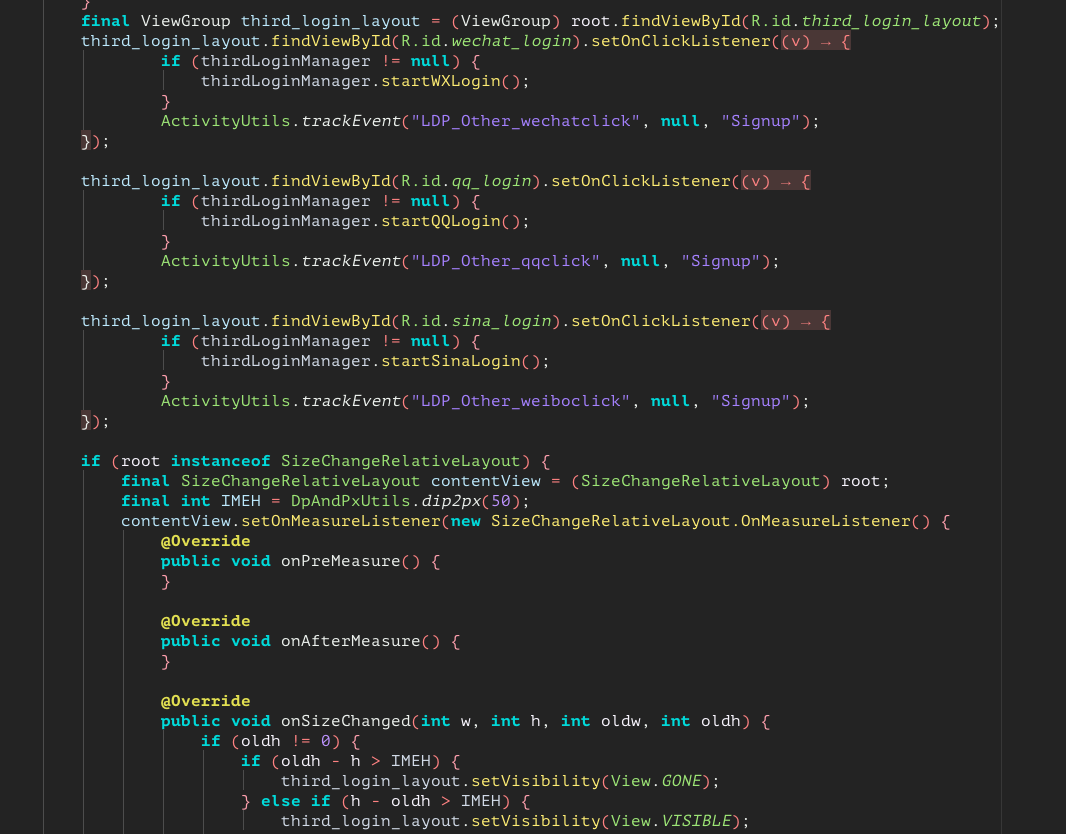 }
final ViewGroup third_login_layout = (ViewGroup) root.findViewById(R.id.third_login_layout);
third_login_layout.findViewById(R.id.wechat_login).setOnClickListener((v) → {
if (thirdLoginManager != null) {
thirdLoginManager.startWXLogin();
}
ActivityUtils.trackEvent("LDP_Other_wechatclick", null, "Signup");
});
third_login_layout.findViewById(R.id.qq_login).setOnClickListener((v) → {
if (thirdLoginManager != null) {
thirdLoginManager.startQQLogin();
}
ActivityUtils.trackEvent("LDP_Other_qqclick", null, "Signup");
});
third_login_layout.findViewById(R.id.sina_login).setOnClickListener((v) → {
if (thirdLoginManager != null) {
thirdLoginManager.startSinaLogin();
}
ActivityUtils.trackEvent("LDP_Other_weiboclick", null, "Signup");
});
if (root instanceof SizeChangeRelativeLayout) {
final SizeChangeRelativeLayout contentView = (SizeChangeRelativeLayout) root;
final int IMEH = DpAndPxUtils.dip2px(50);
contentView.setOnMeasureListener(new SizeChangeRelativeLayout.OnMeasureListener() {
@Override
public void onPreMeasure() {
}
@Override
public void onAfterMeasure() {
}
@Override
public void onSizeChanged(int w, int h, int oldw, int oldh) {
if (oldh != 0) {
if (oldh - h > IMEH) {
third_login_layout.setVisibility(View.GONE);
} else if (h - oldh > IMEH) {
third_login_layout.setVisibility(View.VISIBLE);